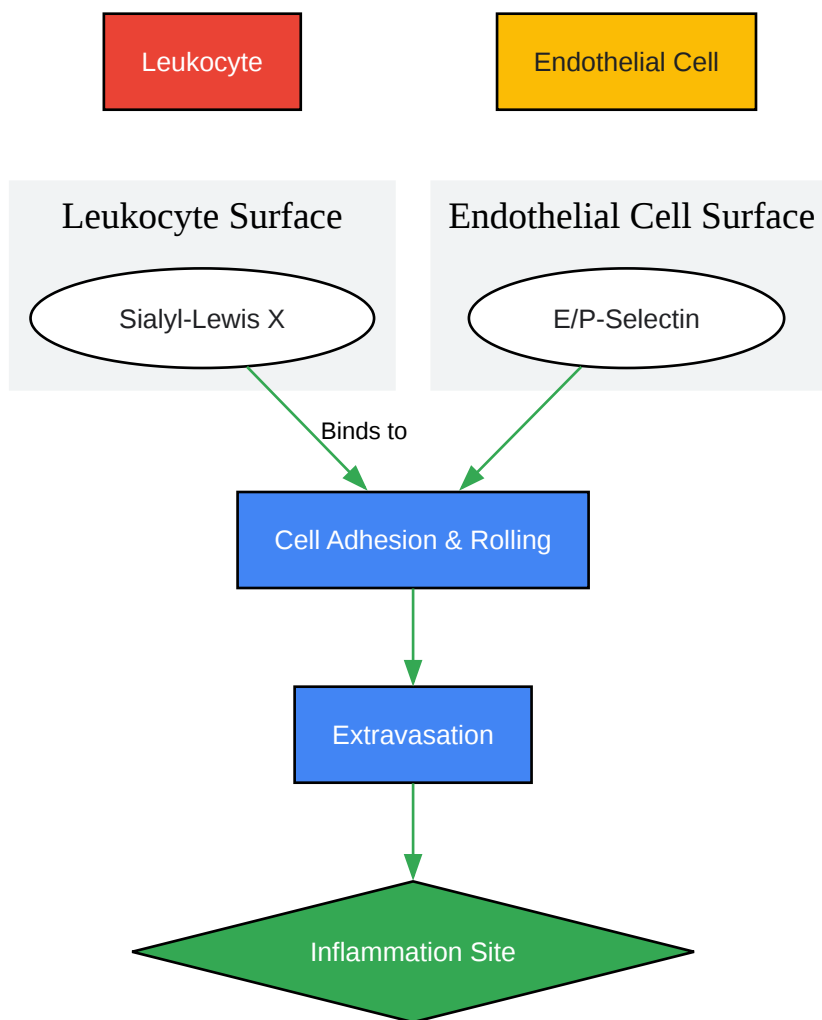 Leukocyte
Endothelial Cell
Leukocyte Surface
Endothelial Cell Surface
Sialyl-Lewis X
E/P-Selectin
Binds to
Cell Adhesion & Rolling
Extravasation
Inflammation Site